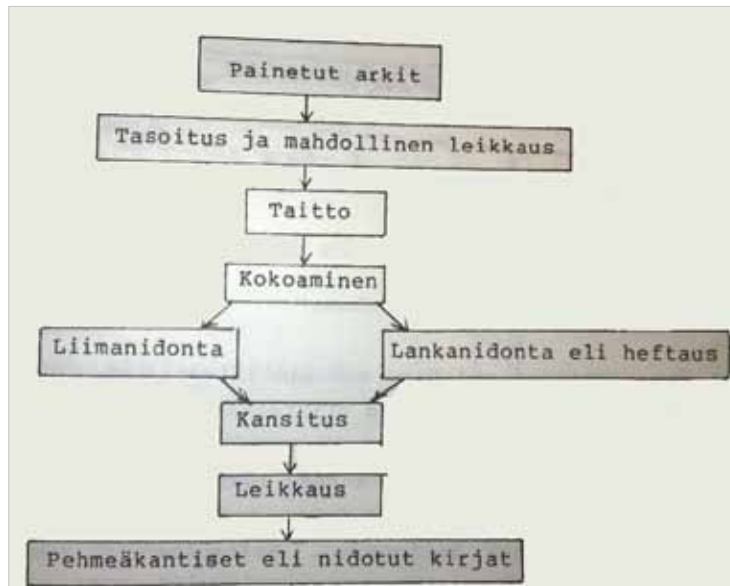 Painetut arkit
Tasoitus ja mahdollinen leikkaus
Taitto
Kokoaminen
Liimanidonta
Lankanidonta eli heftaus
Kansitus
Leikkaus
Pehmeäkantiset eli nidotut kirjat